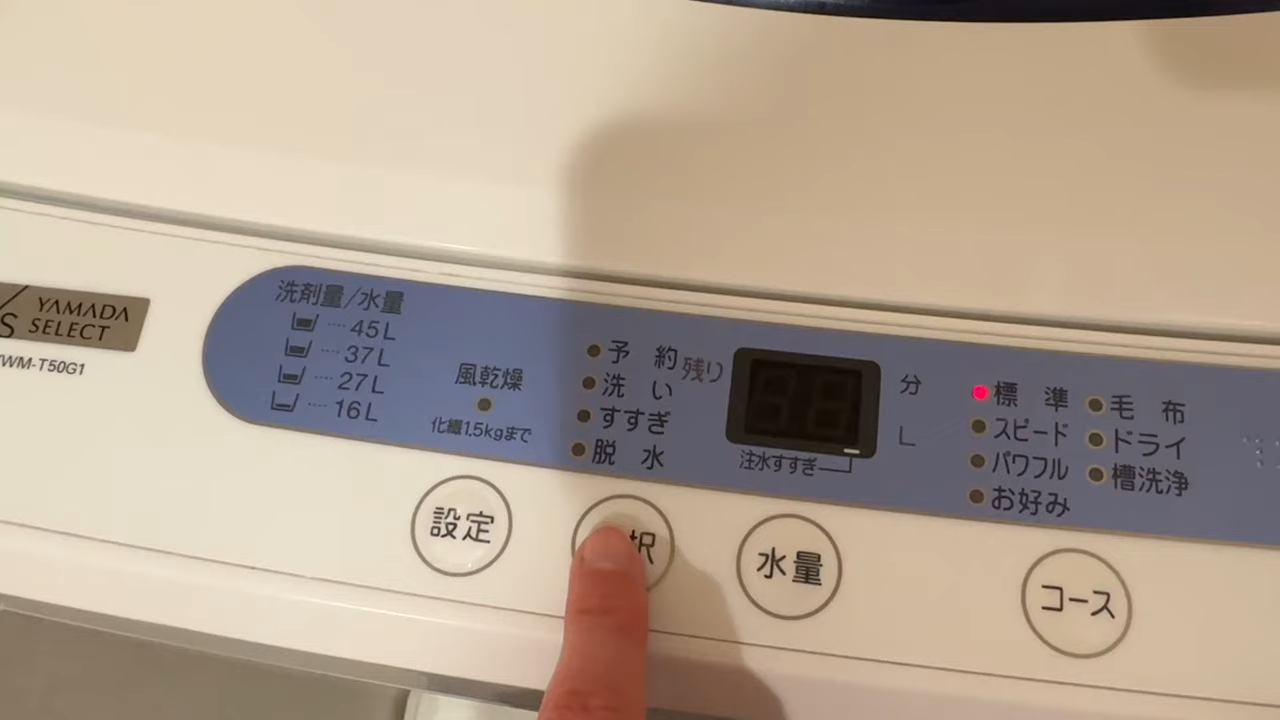 YAMADA
SELECT
YWM-T50G1
洗剤量/水量
45L
37L
27L
16L
風乾燥
化繊1.5kgまで
予約
洗い
すすぎ
脱水
残り
分
L
注水すすぎ
標準
スピード
パワフル
お好み
毛布
ドライ
槽洗浄
設定
択
水量
コース